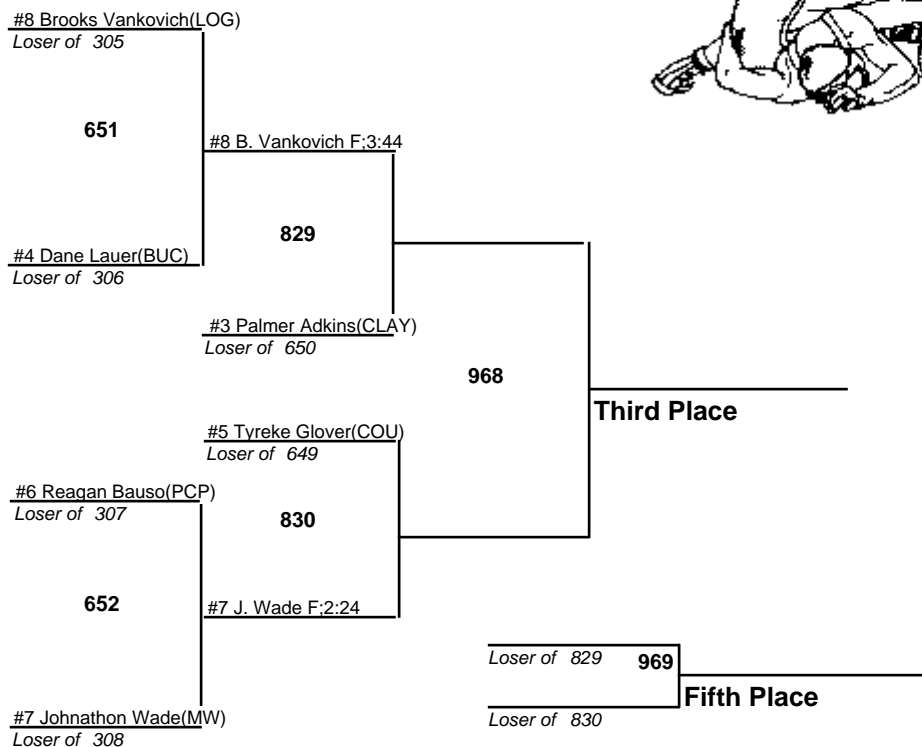 #8 Brooks Vankovich(LOG)
Loser of 305
651
#8 B. Vankovich F;3:44
829
#4 Dane Lauer(BUC)
Loser of 306
#3 Palmer Adkins(CLAY)
Loser of 650
968
Third Place
#5 Tyreke Glover(COU)
Loser of 649
#6 Reagan Bauso(PCP)
Loser of 307
830
652
#7 J. Wade F;2:24
Loser of 829
969
Fifth Place
#7 Johnathon Wade(MW)
Loser of 308
Loser of 830